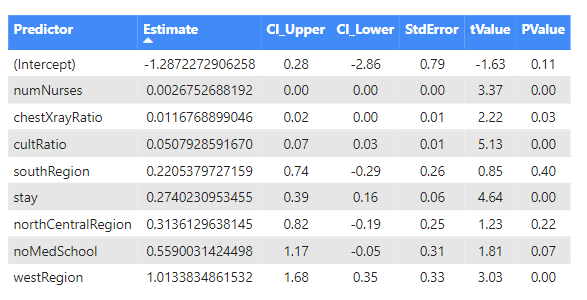 Predictor Estimate CI_Upper CI_Lower StdError tValue PValue
(Intercept) -1.2872272906258 0.28 -2.86 0.79 -1.63 0.11
numNurses 0.0026752688192 0.00 0.00 0.00 3.37 0.00
chestXrayRatio 0.0116768899046 0.02 0.00 0.01 2.22 0.03
cultRatio 0.0507928591670 0.07 0.03 0.01 5.13 0.00
southRegion 0.2205379727159 0.74 -0.29 0.26 0.85 0.40
stay 0.2740230953455 0.39 0.16 0.06 4.64 0.00
northCentralRegion 0.3136129638145 0.82 -0.19 0.25 1.23 0.22
noMedSchool 0.5590031424498 1.17 -0.05 0.31 1.81 0.07
westRegion 1.0133834861532 1.68 0.35 0.33 3.03 0.00